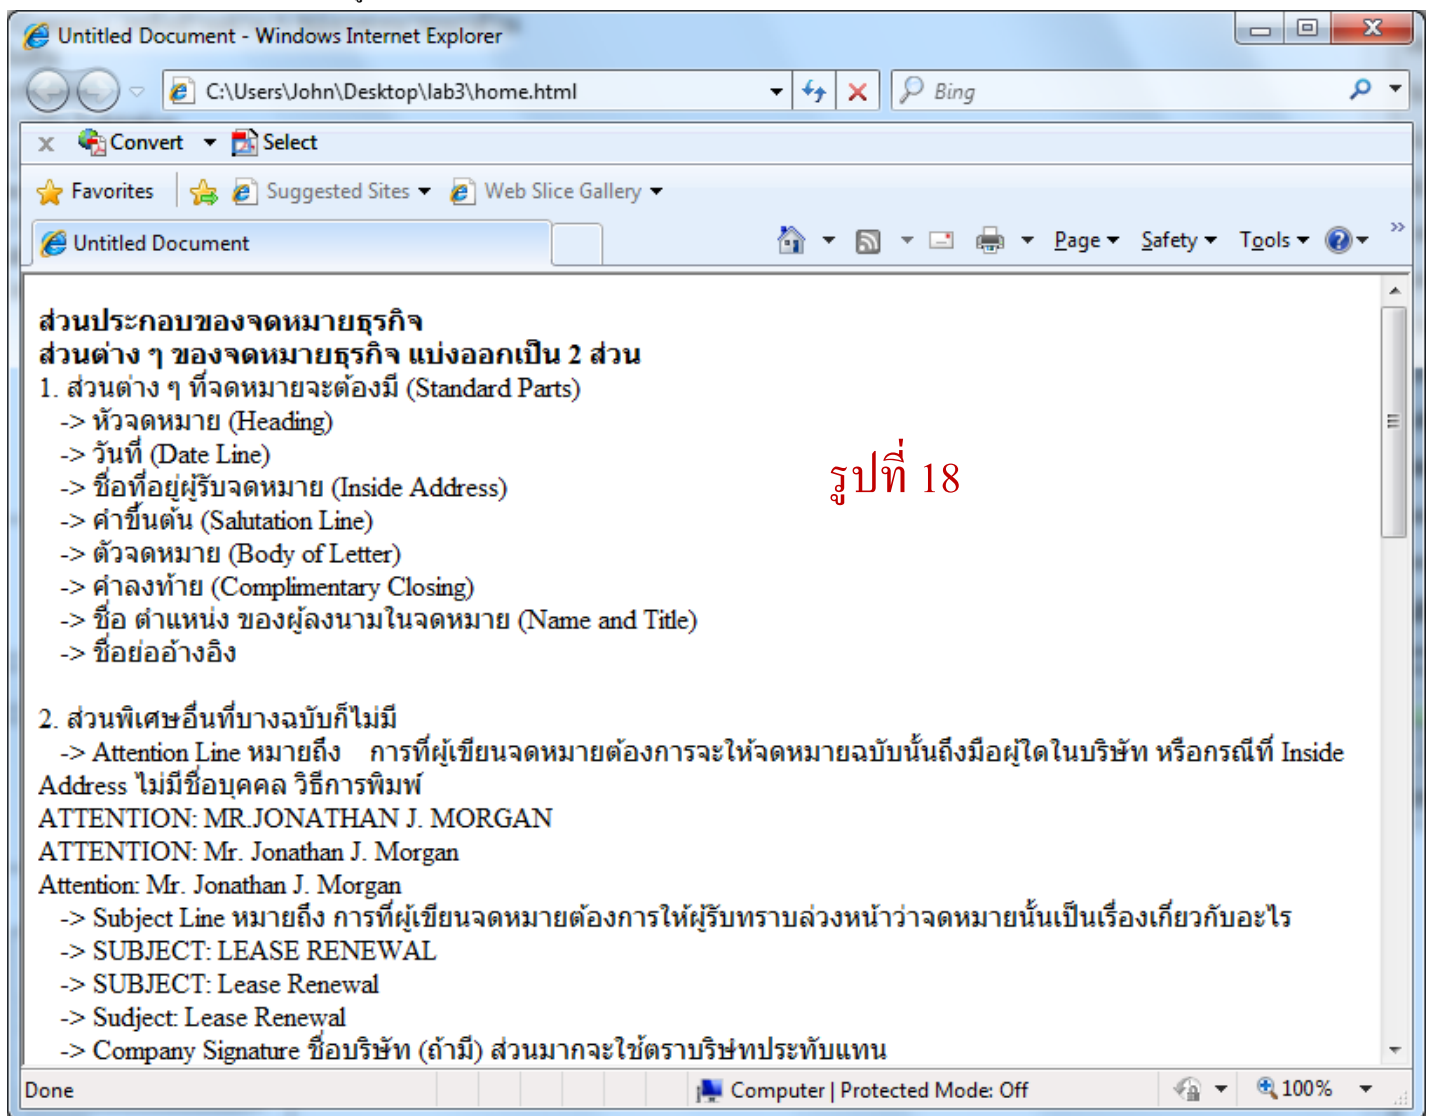 Untitled Document - Windows Internet Explorer
C:\Users\John\Desktop\lab3\home.html
Bing
x Convert Select
Favorites Suggested Sites Web Slice Gallery
Untitled Document
Page Safety Tools
ส่วนประกอบของจดหมายธุรกิจ
ส่วนต่าง ๆ ของจดหมายธุรกิจ แบ่งออกเป็น 2 ส่วน
1. ส่วนต่าง ๆ ที่จดหมายจะต้องมี (Standard Parts)
-> หัวจดหมาย (Heading)
-> วันที่ (Date Line)
-> ชื่อที่อยู่ผู้รับจดหมาย (Inside Address)
รูปที่ 18
-> คำขึ้นต้น (Salutation Line)
-> ตัวจดหมาย (Body of Letter)
-> คำลงท้าย (Complimentary Closing)
-> ชื่อ ตำแหน่ง ของผู้ลงนามในจดหมาย (Name and Title)
-> ชื่อย่ออ้างอิง
2. ส่วนพิเศษอื่นที่บางฉบับก็ไม่มี
-> Attention Line หมายถึง การที่ผู้เขียนจดหมายต้องการจะให้จดหมายฉบับนั้นถึงมือผู้ใดในบริษัท หรือกรณีที่ Inside
Address ไม่มีชื่อบุคคล วิธีการพิมพ์
ATTENTION: MR.JONATHAN J. MORGAN
ATTENTION: Mr. Jonathan J. Morgan
Attention: Mr. Jonathan J. Morgan
-> Subject Line หมายถึง การที่ผู้เขียนจดหมายต้องการให้ผู้รับทราบล่วงหน้าว่าจดหมายนั้นเป็นเรื่องเกี่ยวกับอะไร
-> SUBJECT: LEASE RENEWAL
-> SUBJECT: Lease Renewal
-> Sudject: Lease Renewal
-> Company Signature ชื่อบริษัท (ถ้ามี) ส่วนมากจะใช้ตราบริษํทประทับแทน
Done
Computer | Protected Mode: Off
100%